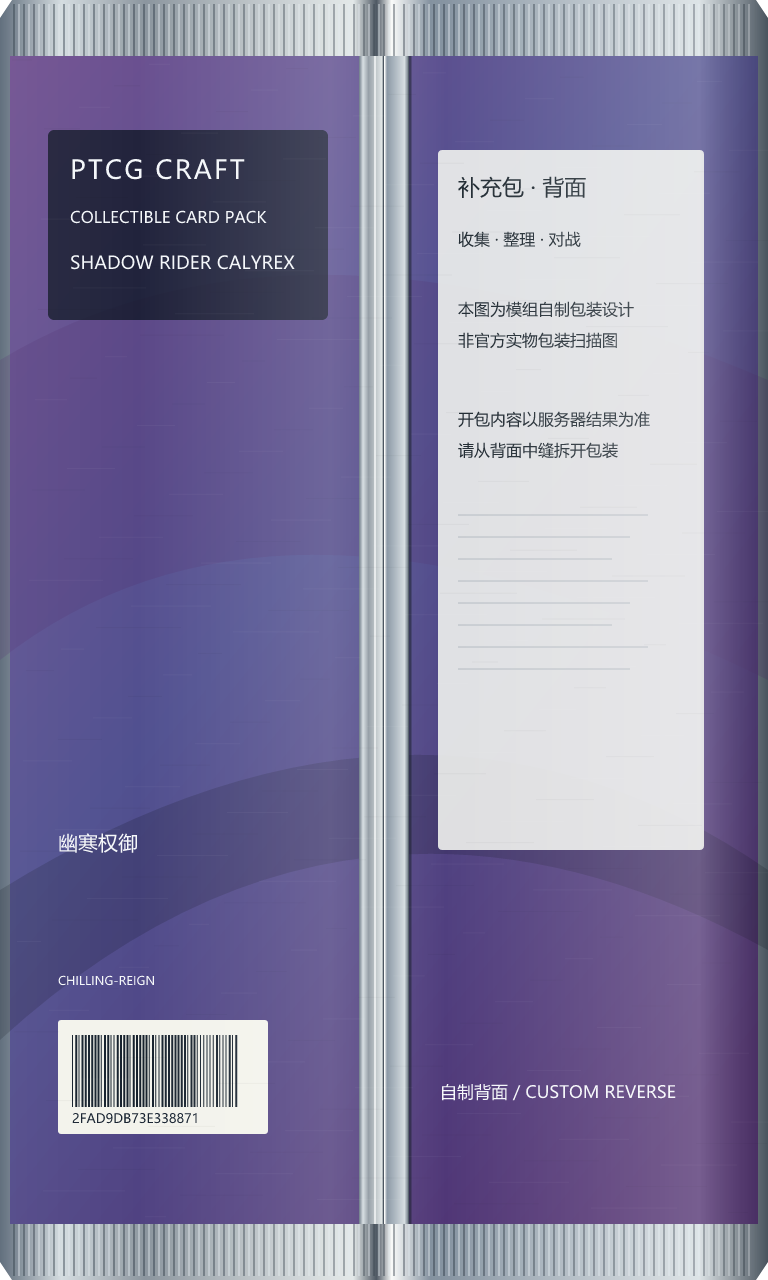 PTCG CRAFT
COLLECTIBLE CARD PACK
SHADOW RIDER CALYREX
幽寒权御
CHILLING-REIGN
2FAD9DB73E338871
补充包 · 背面
收集 · 整理 · 对战
本图为模组自制包装设计
非官方实物包装扫描图
开包内容以服务器结果为准
请从背面中缝拆开包装
自制背面 / CUSTOM REVERSE